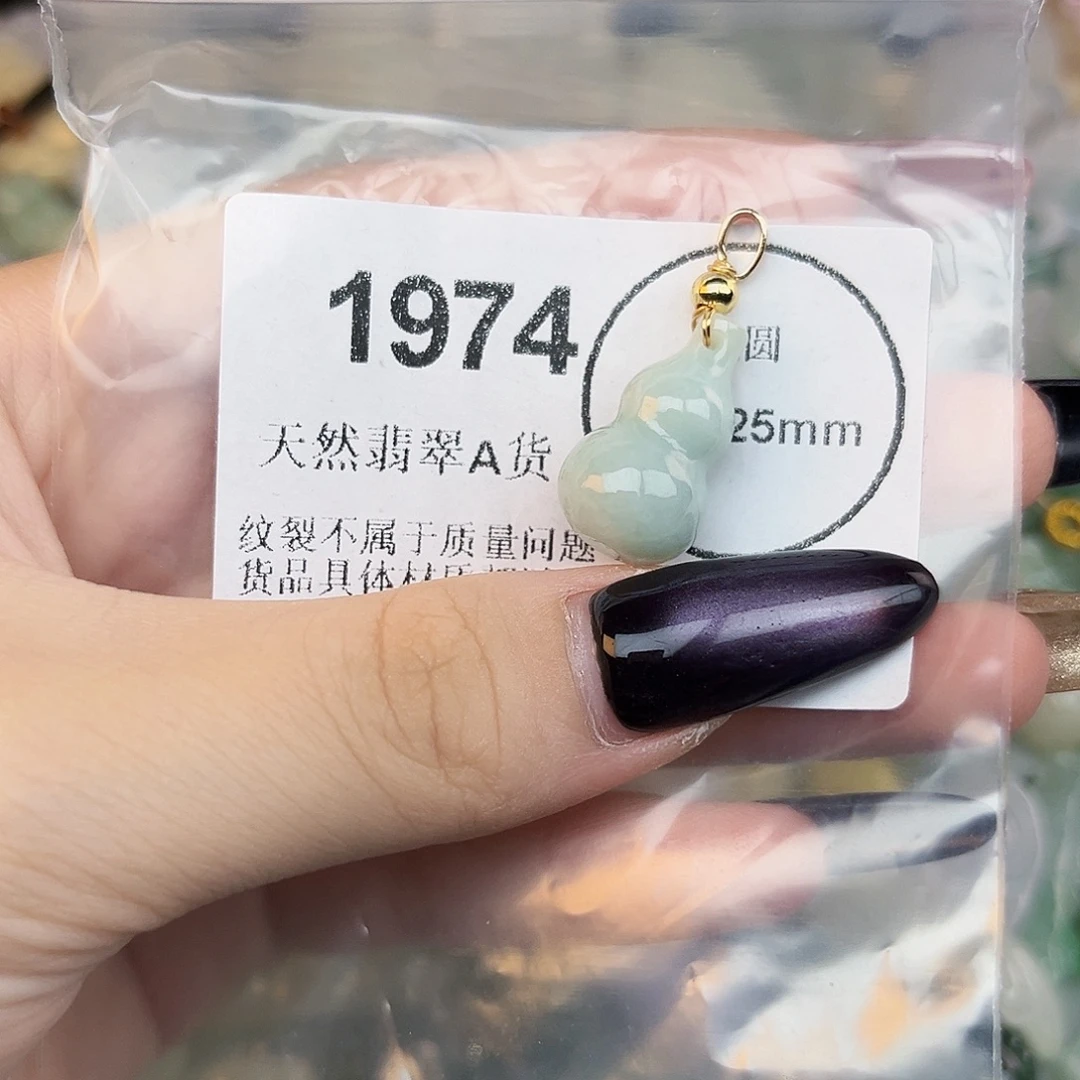 1974
天然翡翠A货
纹裂不属于质量问题
货品具体材质
圆
25mm